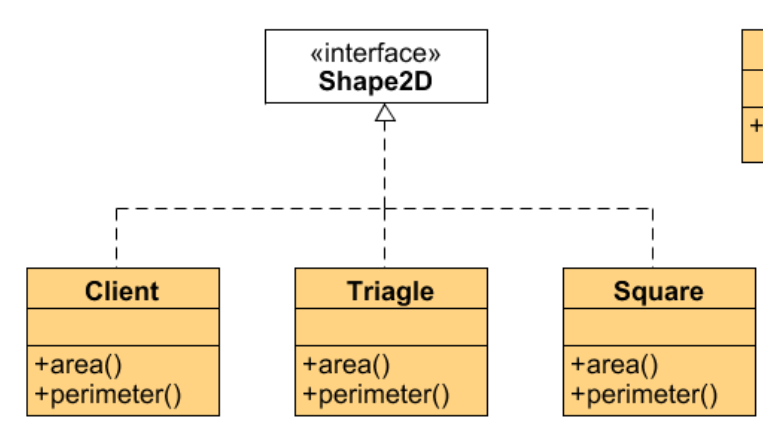 «interface»
Shape2D
+
Client
+area()
+perimeter()
Triagle
+area()
+perimeter()
Square
+area()
+perimeter()